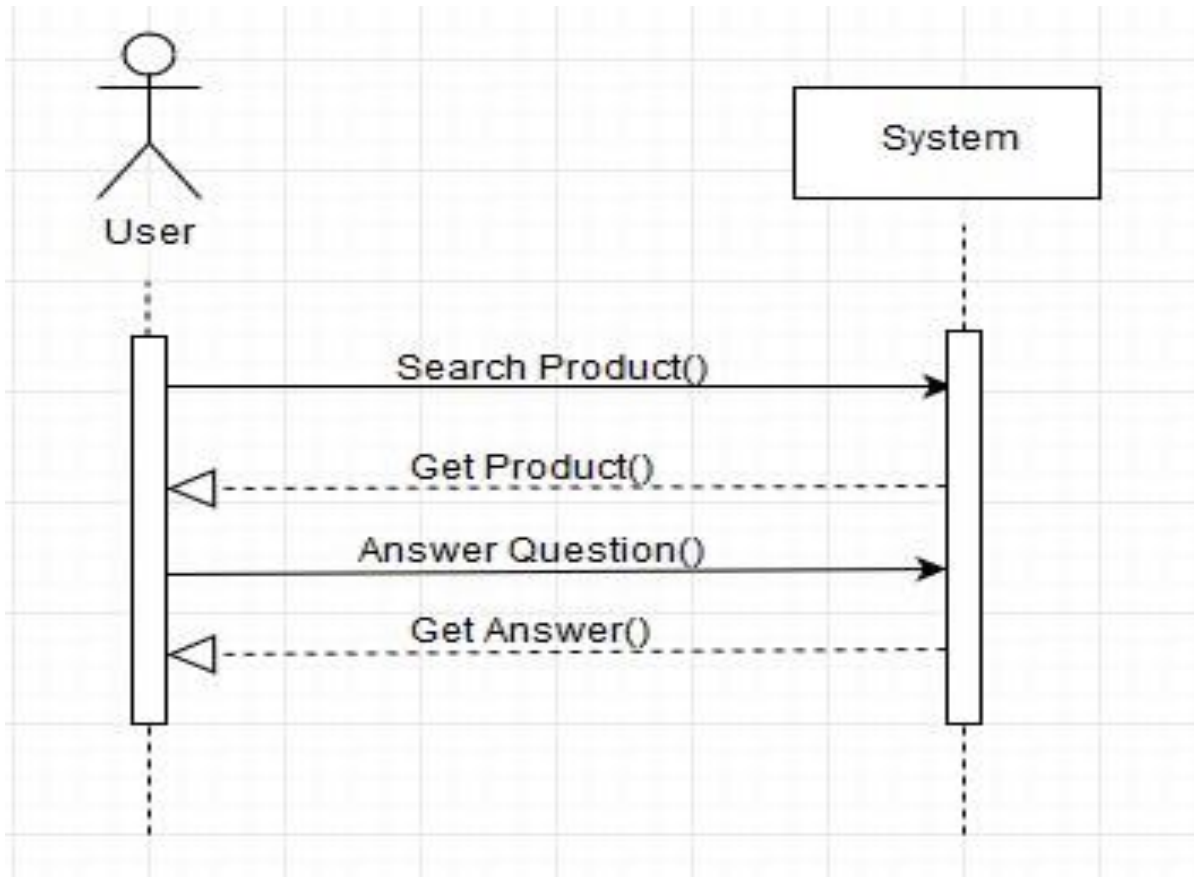 System
User
Search Product()
Get Product()
Answer Question()
Get Answer()